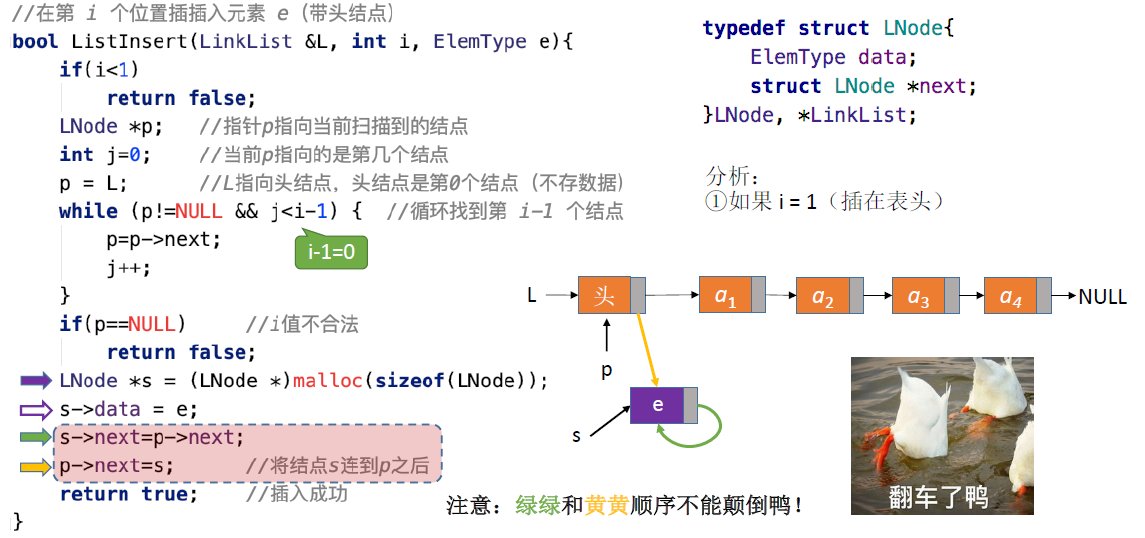 //在第 i 个位置插插入元素 e（带头结点）
bool ListInsert(LinkList &L, int i, ElemType e){
if(i<1)
return false;
LNode *p; //指针p指向当前扫描到的结点
int j=0; //当前p指向的是第几个结点
p = L; //L指向头结点，头结点是第0个结点（不存数据）
while (p!=NULL && j<i-1) { //循环找到第 i-1 个结点
p=p->next;
i-1=0
j++;
}
if(p==NULL) //i值不合法
return false;
LNode *s = (LNode *)malloc(sizeof(LNode));
s->data = e;
s->next=p->next;
p->next=s; //将结点s连到p之后
return true; //插入成功
}
typedef struct LNode{
ElemType data;
struct LNode *next;
}LNode, *LinkList;
分析：
①如果 i = 1（插在表头）
L 头 a1 a2 a3 a4 NULL
p
e
s
翻车了鸭
注意：绿绿和黄黄顺序不能颠倒鸭！